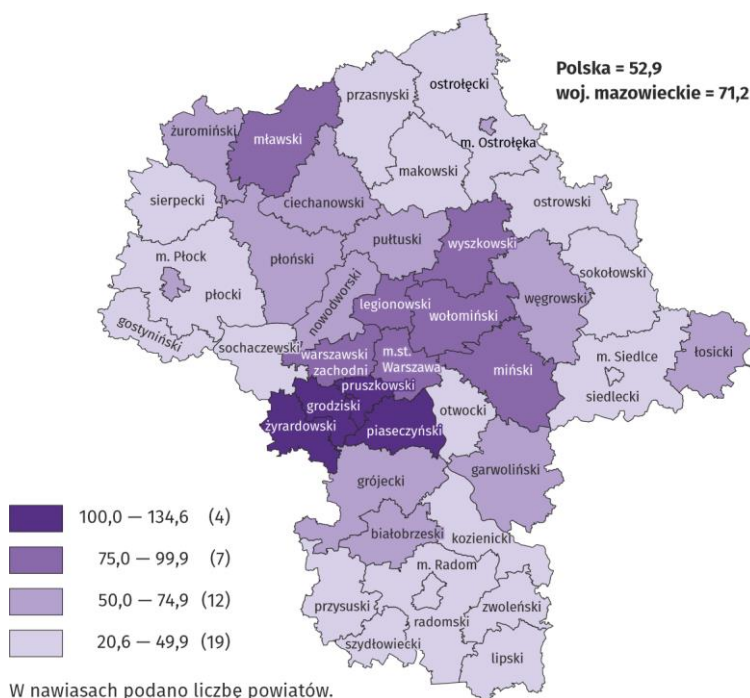 Polska = 52,9
woj. mazowieckie = 71,2
ostrołęcki
przasnyski
żuromiński
mławski
m. Ostrołęka
makowski
sierpecki
ciechanowski
ostrowski
pułtuski
wyszkowski
m. Płock
płoński
sokołowski
płocki
nowodworski
legionowski
węgrowski
wołomiński
gostyniński
sochaczewski
warszawski
zachodni
m.st.
Warszawa
miński
m. Siedlce
łosicki
siedlecki
pruszkowski
grodziski
otwocki
żyrardowski
piaseczyński
garwoliński
grójecki
białobrzeski
kozienicki
m. Radom
przysuski
zwoleński
radomski
szydłowiecki
lipski
100,0 — 134,6 (4)
75,0 — 99,9 (7)
50,0 — 74,9 (12)
20,6 — 49,9 (19)
W nawiasach podano liczbę powiatów.